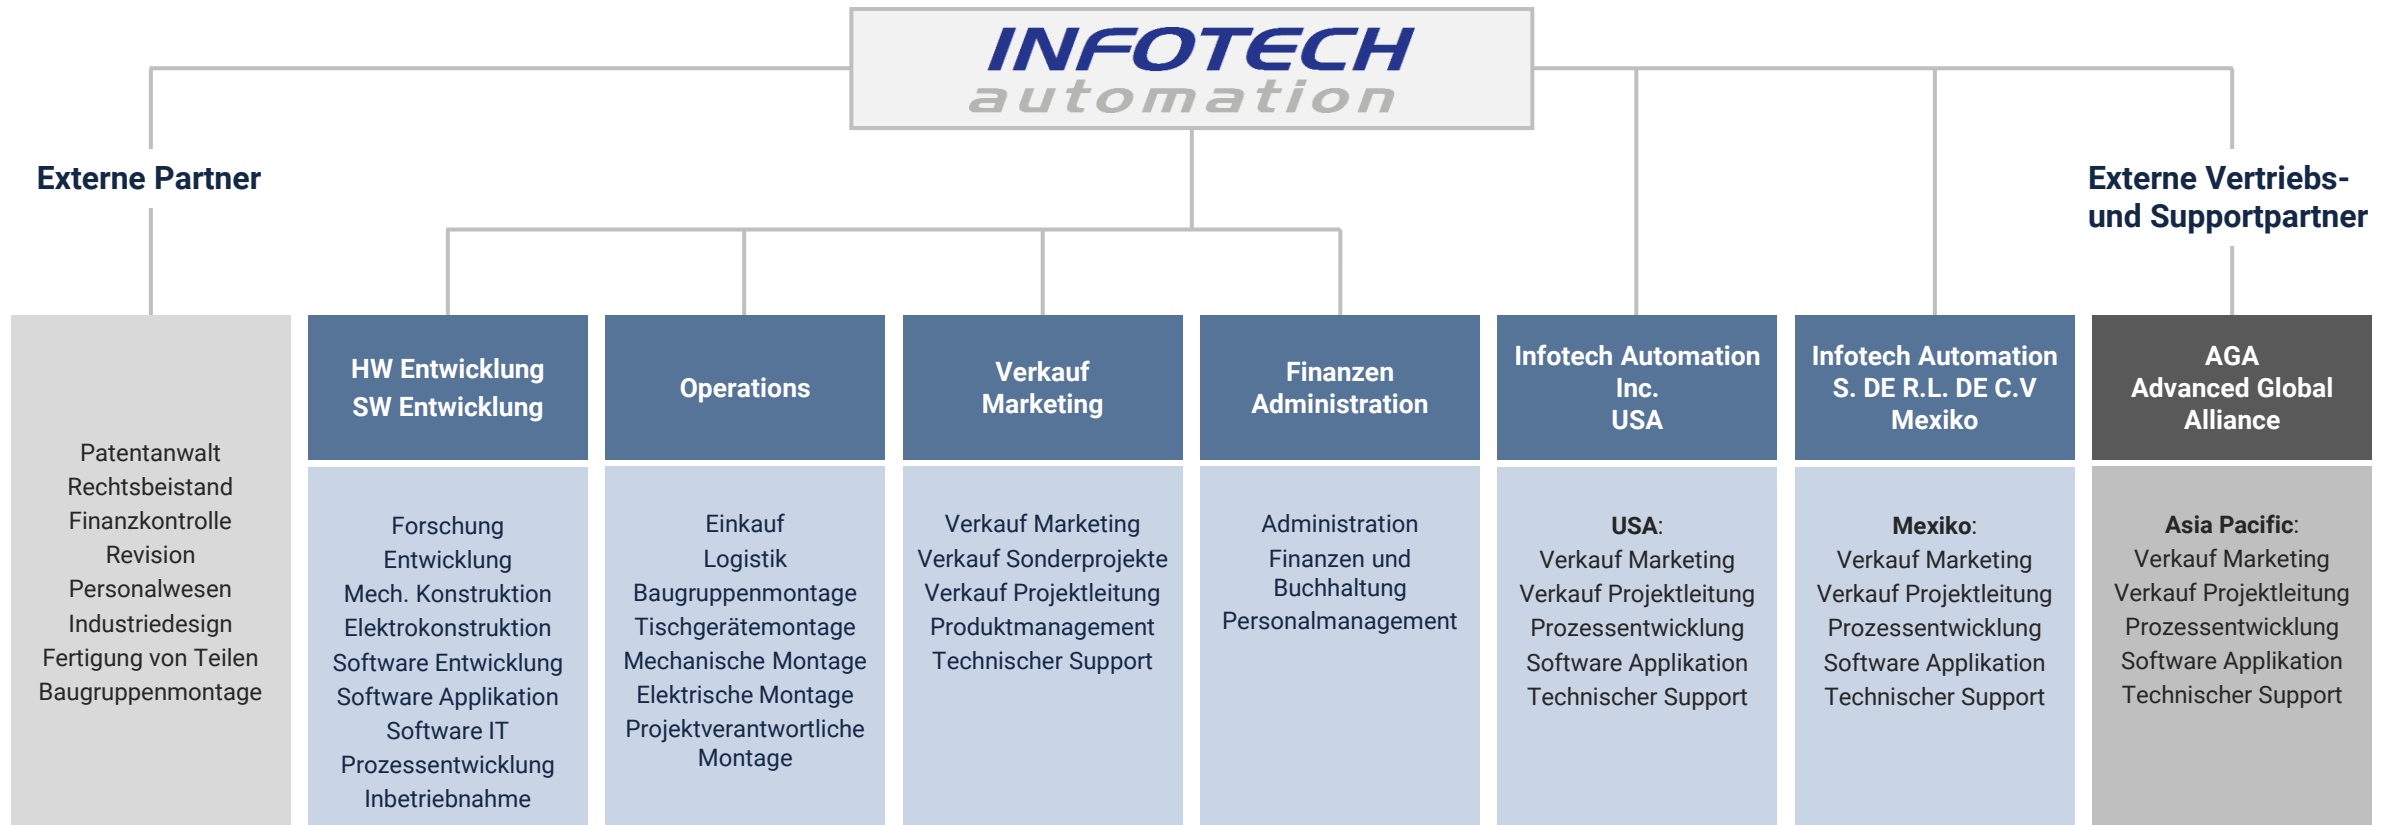 INFOTECH
automation
Externe Partner
Externe Vertriebs-
und Supportpartner
Patentanwalt
Rechtsbeistand
Finanzkontrolle
Revision
Personalwesen
Industriedesign
Fertigung von Teilen
Baugruppenmontage
HW Entwicklung
SW Entwicklung
Forschung
Entwicklung
Mech. Konstruktion
Elektrokonstruktion
Software Entwicklung
Software Applikation
Software IT
Prozessentwicklung
Inbetriebnahme
Operations
Einkauf
Logistik
Baugruppenmontage
Tischgerätemontage
Mechanische Montage
Elektrische Montage
Projektverantwortliche
Montage
Verkauf
Marketing
Verkauf Marketing
Verkauf Sonderprojekte
Verkauf Projektleitung
Produktmanagement
Technischer Support
Finanzen
Administration
Administration
Finanzen und
Buchhaltung
Personalmanagement
Infotech Automation
Inc.
USA
USA:
Verkauf Marketing
Verkauf Projektleitung
Prozessentwicklung
Software Applikation
Technischer Support
Infotech Automation
S. DE R.L. DE C.V
Mexiko
Mexiko:
Verkauf Marketing
Verkauf Projektleitung
Prozessentwicklung
Software Applikation
Technischer Support
AGA
Advanced Global
Alliance
Asia Pacific:
Verkauf Marketing
Verkauf Projektleitung
Prozessentwicklung
Software Applikation
Technischer Support